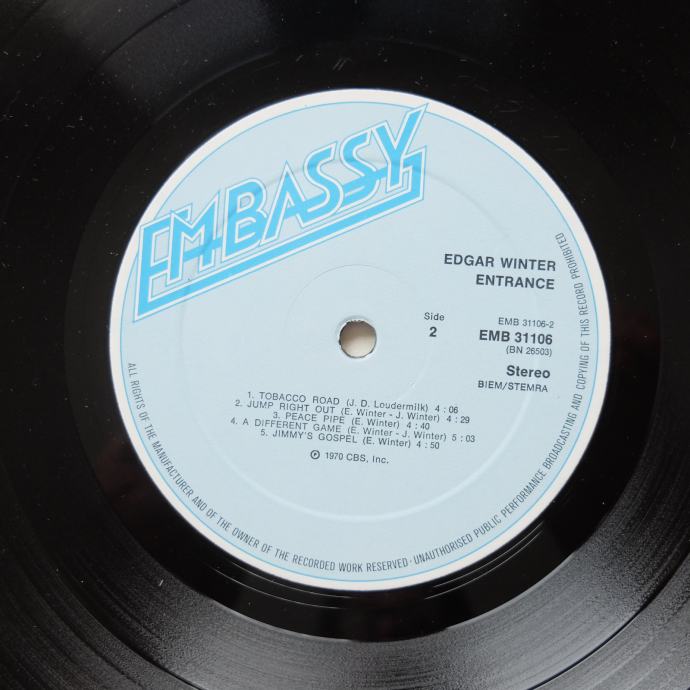 EMBASSY
EDGAR WINTER
ENTRANCE
Side
2
EMB 31106-2
EMB 31106
(BN 26503)
Stereo
BIEM/STEMRA
1. TOBACCO ROAD (J. D. Loudermilk) 4 : 06
2. JUMP RIGHT OUT (E. Winter - J. Winter) 4 : 29
3. PEACE PIPE (E. Winter) 4 : 40
4. A DIFFERENT GAME (E. Winter - J. Winter) 5 : 03
5. JIMMY'S GOSPEL (E. Winter) 4 : 50
℗ 1970 CBS, Inc.
ALL RIGHTS OF THE MANUFACTURER AND OF THE OWNER OF THE RECORDED WORK RESERVED · UNAUTHORISED PUBLIC PERFORMANCE BROADCASTING AND COPYING OF THIS RECORD PROHIBITED